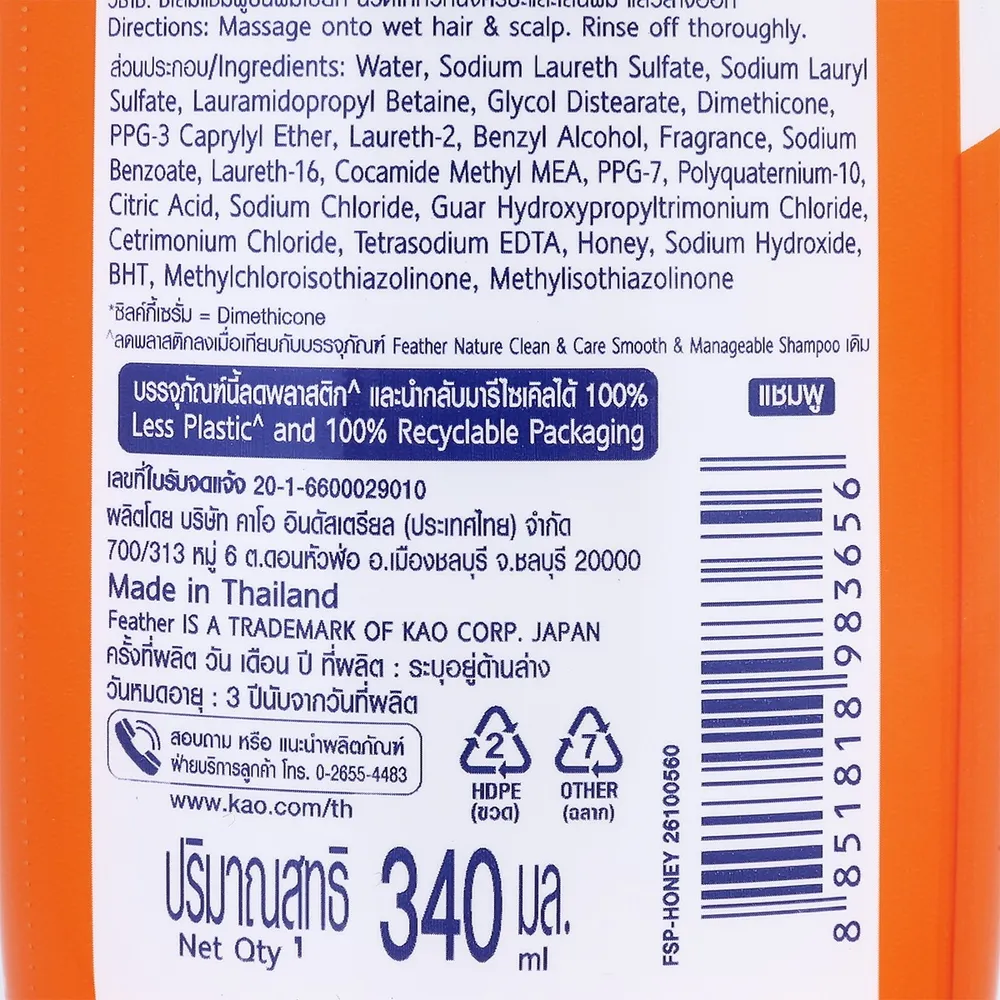 Directions: Massage onto wet hair & scalp. Rinse off thoroughly.
ส่วนประกอบ/Ingredients: Water, Sodium Laureth Sulfate, Sodium Lauryl
Sulfate, Lauramidopropyl Betaine, Glycol Distearate, Dimethicone,
PPG-3 Caprylyl Ether, Laureth-2, Benzyl Alcohol, Fragrance, Sodium
Benzoate, Laureth-16, Cocamide Methyl MEA, PPG-7, Polyquaternium-10,
Citric Acid, Sodium Chloride, Guar Hydroxypropyltrimonium Chloride,
Cetrimonium Chloride, Tetrasodium EDTA, Honey, Sodium Hydroxide,
BHT, Methylchloroisothiazolinone, Methylisothiazolinone
*ซิลค์กี้เซรั่ม = Dimethicone
^ลดพลาสติกลงเมื่อเทียบกับบรรจุภัณฑ์ Feather Nature Clean & Care Smooth & Manageable Shampoo เดิม
บรรจุภัณฑ์นี้ลดพลาสติก^ และนำกลับมารีไซเคิลได้ 100%
Less Plastic^ and 100% Recyclable Packaging
แชมพู
เลขที่ใบรับจดแจ้ง 20-1-6600029010
ผลิตโดย บริษัท คาโอ อินดัสเตรียล (ประเทศไทย) จำกัด
700/313 หมู่ 6 ต.ดอนหัวฬ่อ อ.เมืองชลบุรี จ.ชลบุรี 20000
Made in Thailand
Feather IS A TRADEMARK OF KAO CORP. JAPAN
ครั้งที่ผลิต วัน เดือน ปี ที่ผลิต : ระบุอยู่ด้านล่าง
วันหมดอายุ : 3 ปีนับจากวันที่ผลิต
สอบถาม หรือ แนะนำผลิตภัณฑ์
ฝ่ายบริการลูกค้า โทร. 0-2655-4483
www.kao.com/th
2
HDPE
(ขวด)
7
OTHER
(ฉลาก)
FSP-HONEY 26100560
8851818983656
ปริมาณสุทธิ 340 มล.
Net Qty ml